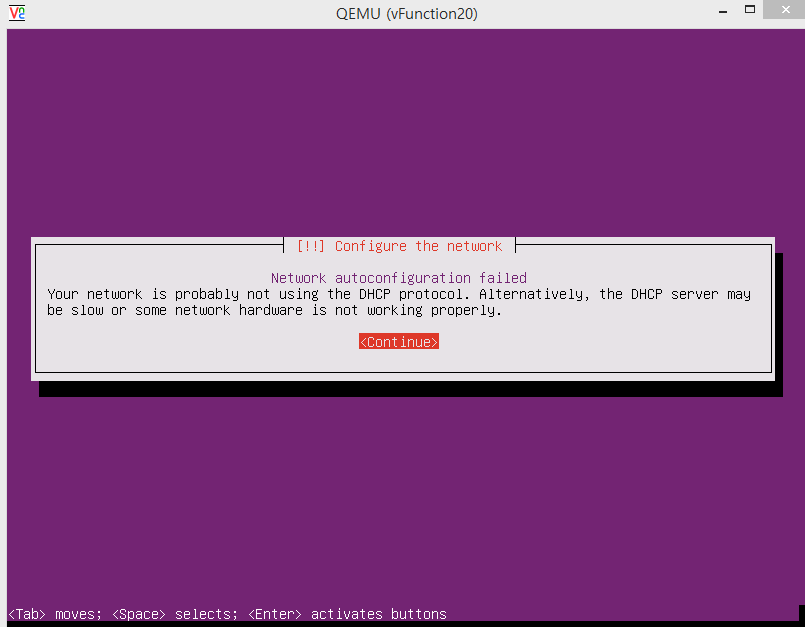 QEMU (vFunction20)
[!!] Configure the network
Network autoconfiguration failed
Your network is probably not using the DHCP protocol. Alternatively, the DHCP server may
be slow or some network hardware is not working properly.
<Continue>
<Tab> moves; <Space> selects; <Enter> activates buttons